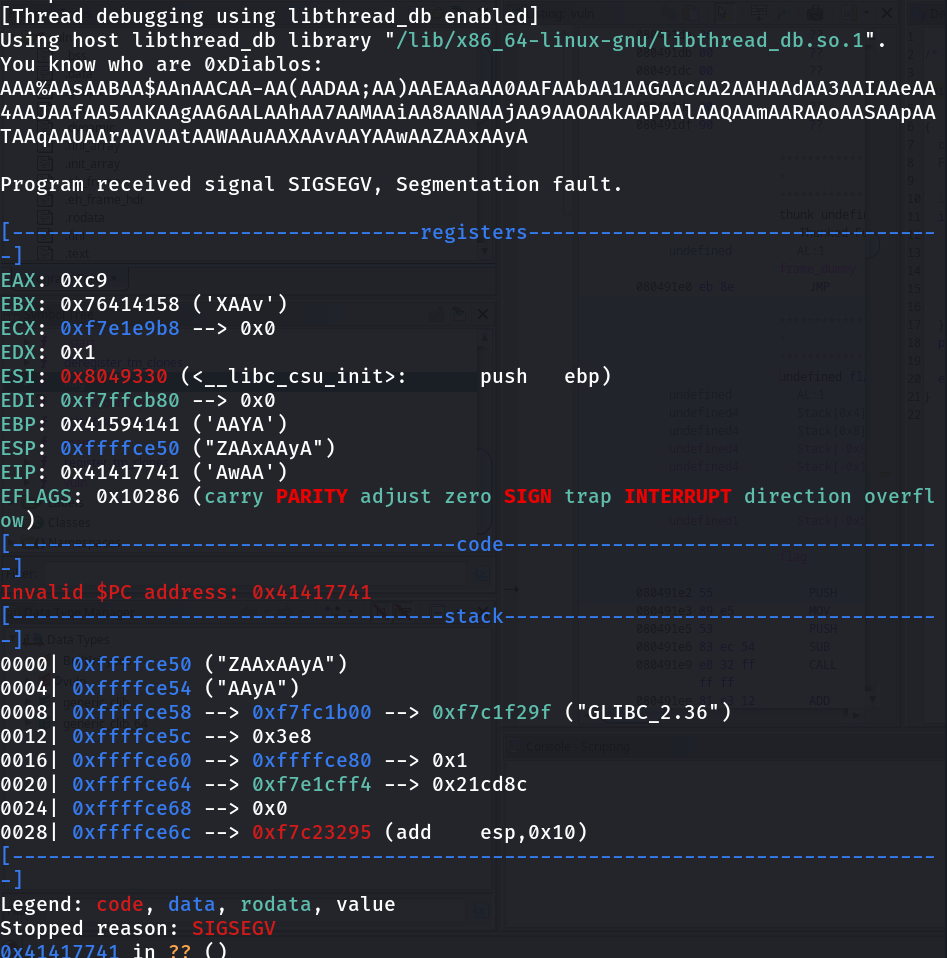 [Thread debugging using libthread_db enabled]
Using host libthread_db library "/lib/x86_64-linux-gnu/libthread_db.so.1".
You know who are 0xDiablos:
AAA%AAsAABAA$AAnAACAA-AA(AADAA;AA)AAEAAaAA0AAFAAbAA1AAGAAcAA2AAHAAdAA3AAIAAeAA
4AAJAAfAA5AAKAAgAA6AALAAhAA7AAMAAiAA8AANAAjAA9AAOAAkAAPAAlAAQAAmAARAAoAASAApAA
TAAqAAUAArAAVAAtAAWAAuAAXAAvAAYAAwAAZAAxAAyA
Program received signal SIGSEGV, Segmentation fault.
[----------------------------------registers----------------------------------
-]
EAX: 0xc9
EBX: 0x76414158 ('XAAv')
ECX: 0xf7e1e9b8 --> 0x0
EDX: 0x1
ESI: 0x8049330 (<__libc_csu_init>:      push   ebp)
EDI: 0xf7ffcb80 --> 0x0
EBP: 0x41594141 ('AAYA')
ESP: 0xffffce50 ("ZAAxAAyA")
EIP: 0x41417741 ('AwAA')
EFLAGS: 0x10286 (carry PARITY adjust zero SIGN trap INTERRUPT direction overfl
ow)
[-------------------------------------code------------------------------------
-]
Invalid $PC address: 0x41417741
[------------------------------------stack------------------------------------
-]
0000| 0xffffce50 ("ZAAxAAyA")
0004| 0xffffce54 ("AAyA")
0008| 0xffffce58 --> 0xf7fc1b00 --> 0xf7c1f29f ("GLIBC_2.36")
0012| 0xffffce5c --> 0x3e8
0016| 0xffffce60 --> 0xffffce80 --> 0x1
0020| 0xffffce64 --> 0xf7e1cff4 --> 0x21cd8c
0024| 0xffffce68 --> 0x0
0028| 0xffffce6c --> 0xf7c23295 (add    esp,0x10)
[-----------------------------------------------------------------------------
-]
Legend: code, data, rodata, value
Stopped reason: SIGSEGV
0x41417741 in ?? ()